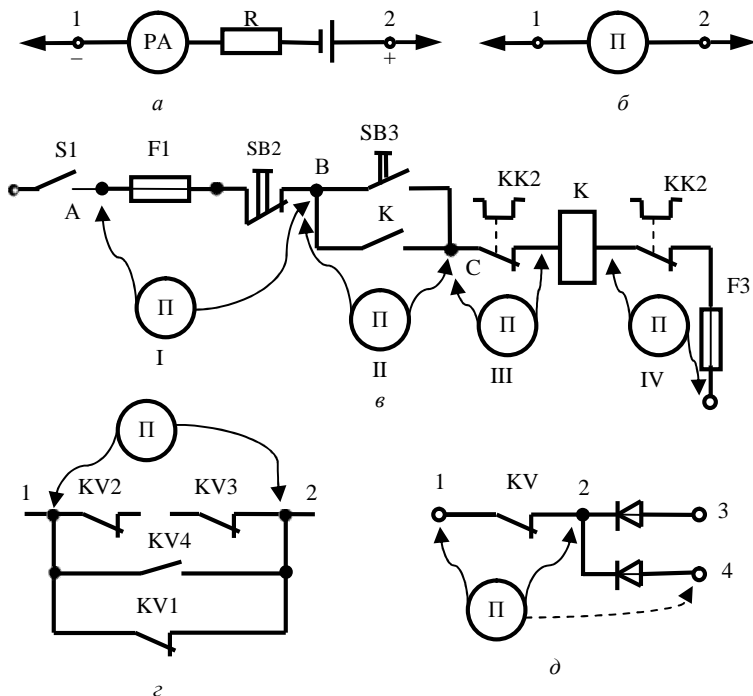 1 R 2 1 2
PA П
– + 
а б
S1 F1 SB2 B SB3 KK2 K KK2
A K C F3
П П П П
I II III IV
в
П
1 KV2 KV3 2 1 KV 2 3
KV4 4
KV1 П
г д